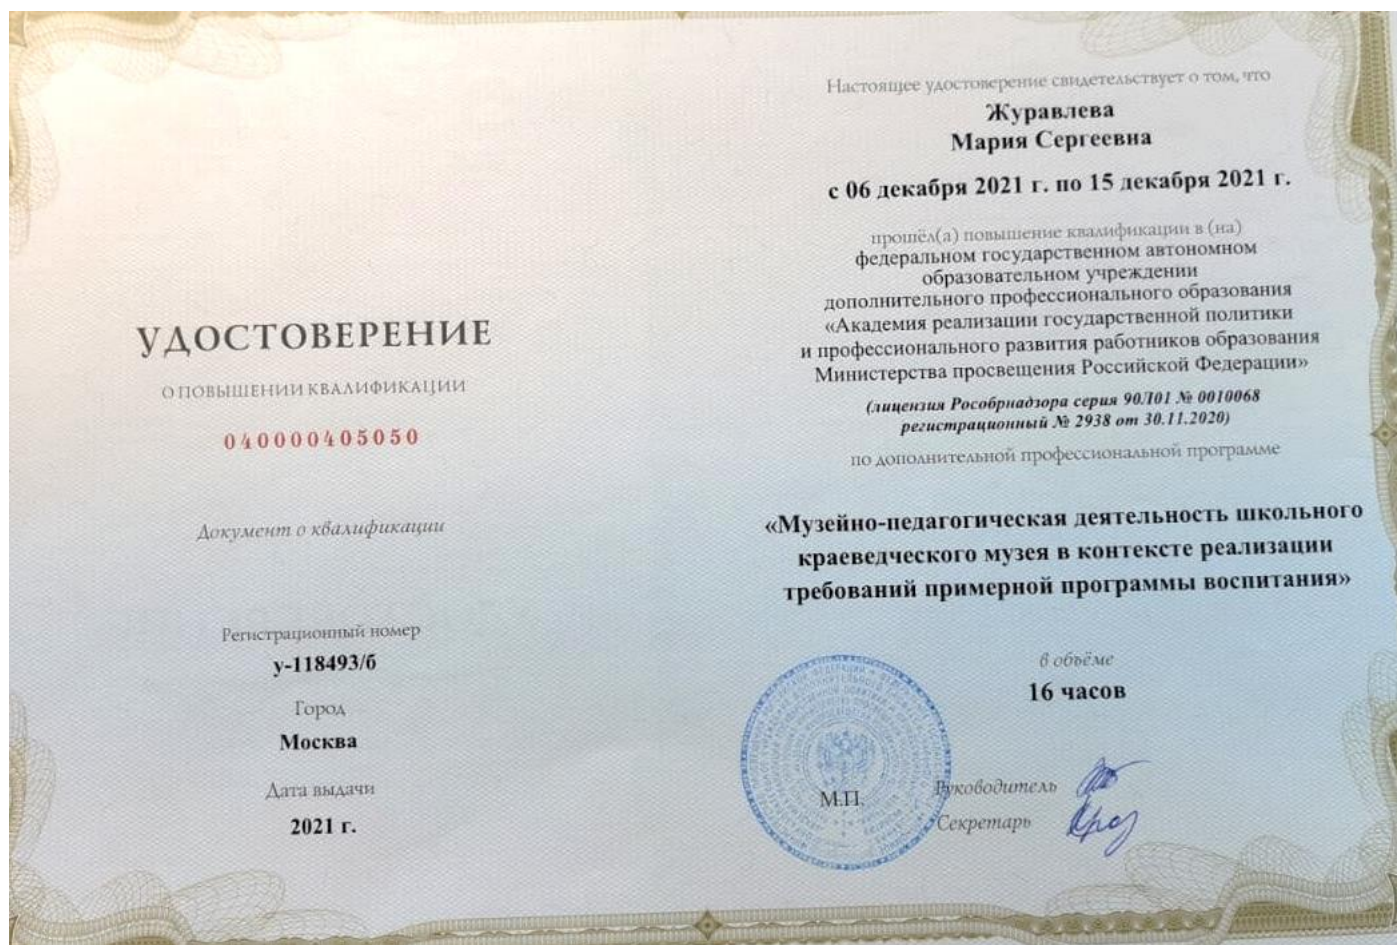 УДОСТОВЕРЕНИЕ
О ПОВЫШЕНИИ КВАЛИФИКАЦИИ
040000405050
Документ о квалификации
Регистрационный номер
у-118493/б
Город
Москва
Дата выдачи
2021 г.
Настоящее удостоверение свидетельствует о том, что
Журавлева
Мария Сергеевна
с 06 декабря 2021 г. по 15 декабря 2021 г.
прошёл(а) повышение квалификации в (на)
федеральном государственном автономном
образовательном учреждении
дополнительного профессионального образования
«Академия реализации государственной политики
и профессионального развития работников образования
Министерства просвещения Российской Федерации»
(лицензия Рособрнадзора серия 90Л01 № 0010068
регистрационный № 2938 от 30.11.2020)
по дополнительной профессиональной программе
«Музейно-педагогическая деятельность школьного
краеведческого музея в контексте реализации
требований примерной программы воспитания»
в объёме
16 часов
М.П.
Руководитель
Секретарь